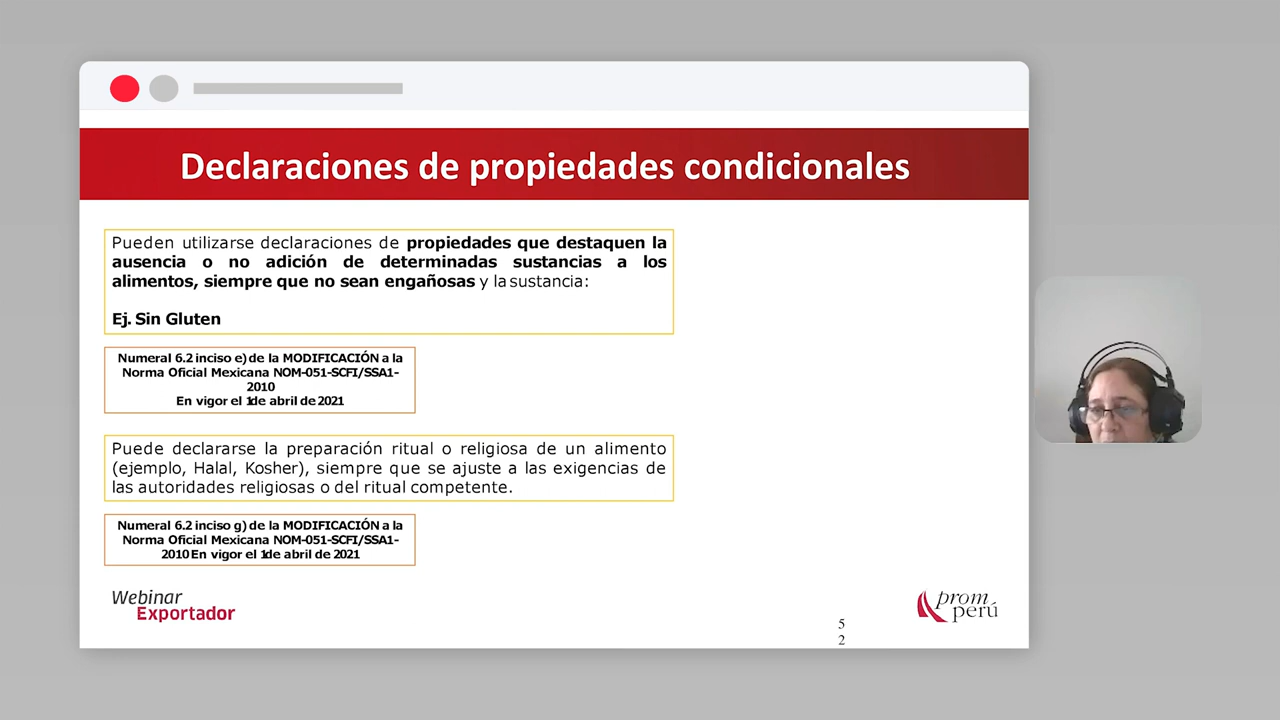 Declaraciones de propiedades condicionales
Pueden utilizarse declaraciones de propiedades que destaquen la
ausencia o no adición de determinadas sustancias a los
alimentos, siempre que no sean engañosas y la sustancia:
Ej. Sin Gluten
Numeral 6.2 inciso e) de la MODIFICACIÓN a la
Norma Oficial Mexicana NOM-051-SCFI/SSA1-
2010
En vigor el 1de abril de 2021
Puede declararse la preparación ritual o religiosa de un alimento
(ejemplo, Halal, Kosher), siempre que se ajuste a las exigencias de
las autoridades religiosas o del ritual competente.
Numeral 6.2 inciso g) de la MODIFICACIÓN a la
Norma Oficial Mexicana NOM-051-SCFI/SSA1-
2010 En vigor el 1de abril de 2021
Webinar
Exportador
prom
perú
5
2